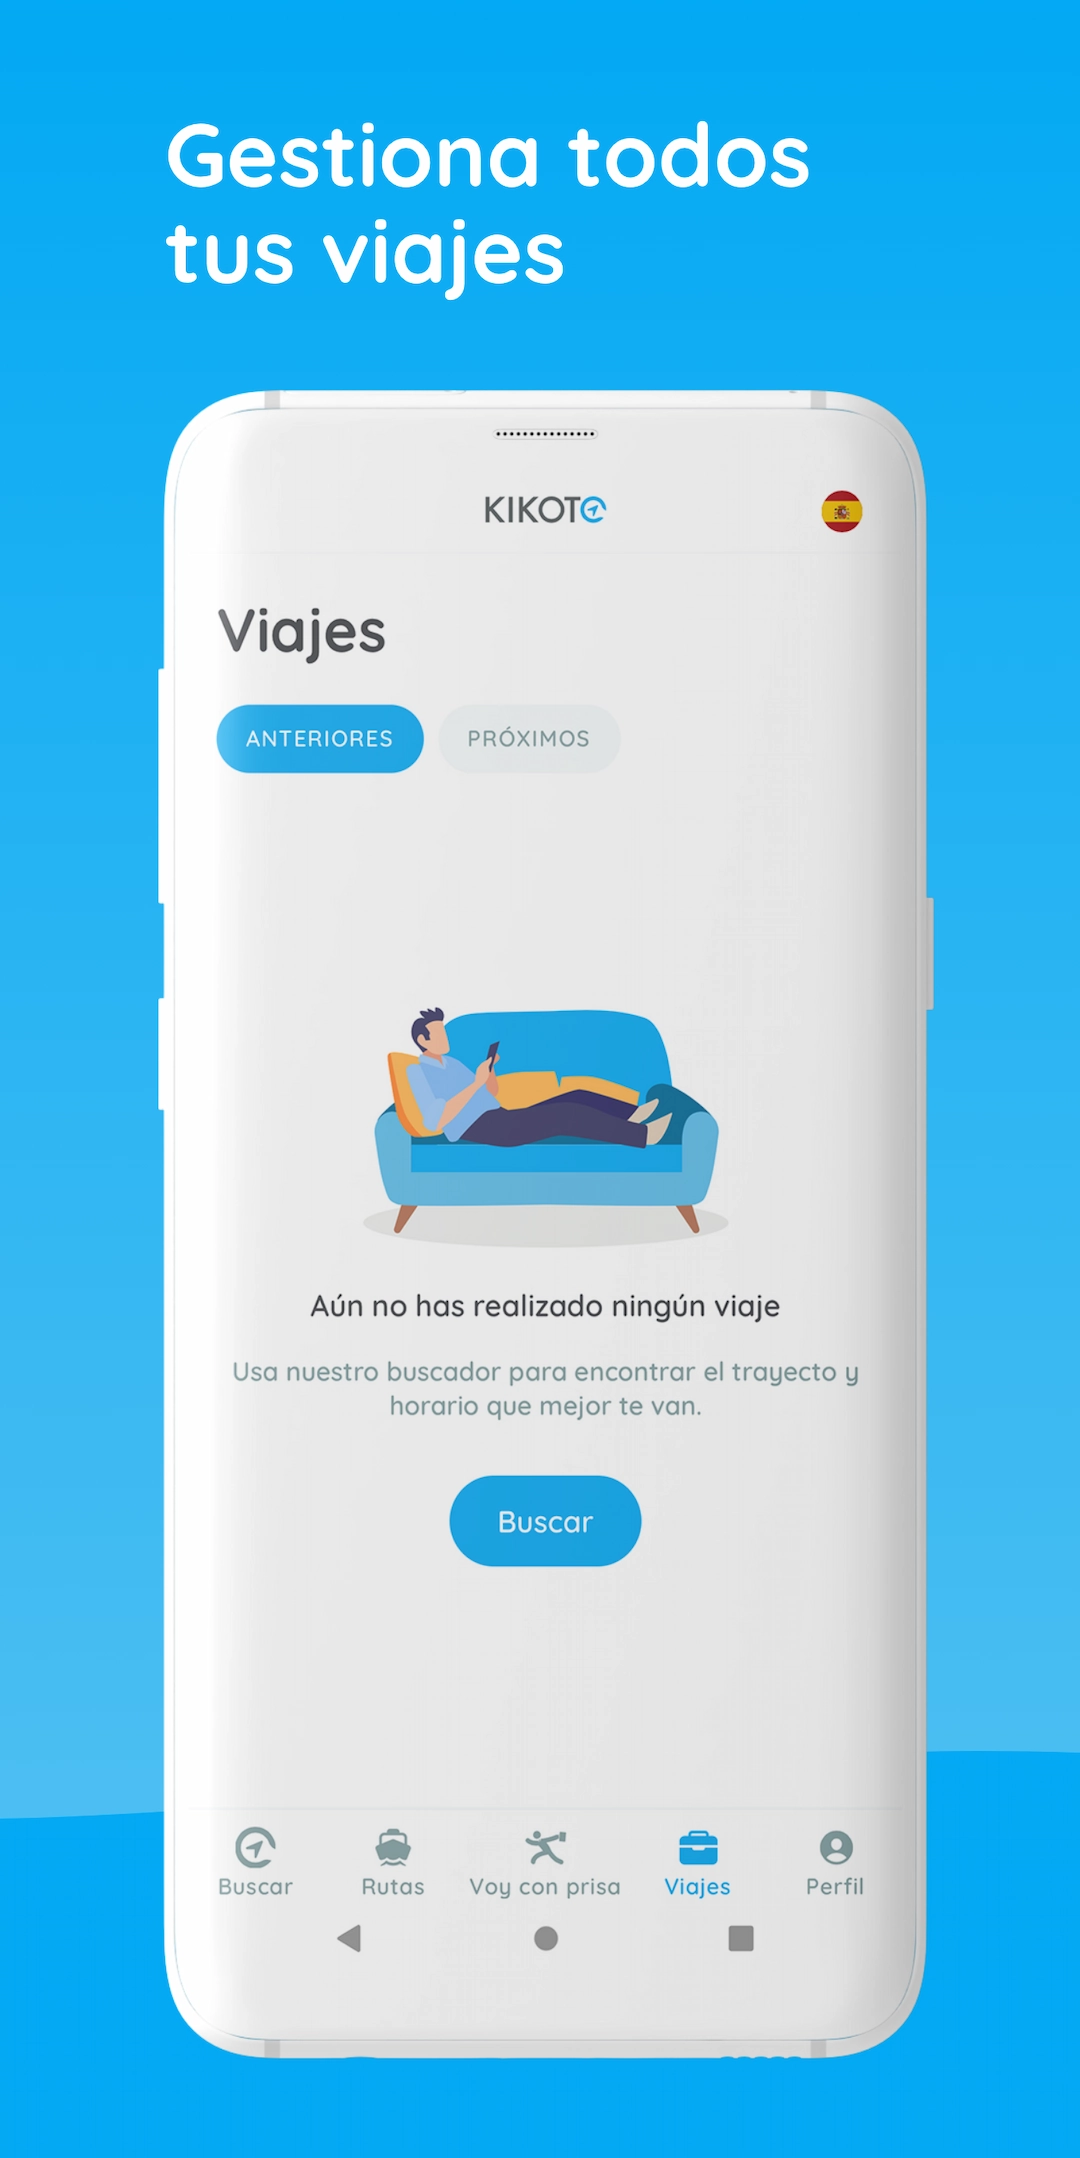 Gestiona todos
tus viajes
KIKOTO
Viajes
ANTERIORES
PRÓXIMOS
Aún no has realizado ningún viaje
Usa nuestro buscador para encontrar el trayecto y
horario que mejor te van.
Buscar
Buscar
Rutas
Voy con prisa
Viajes
Perfil